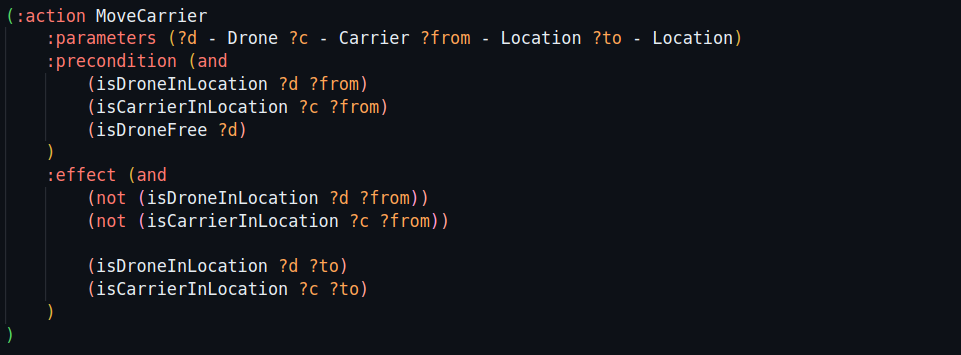 (:action MoveCarrier
    :parameters (?d - Drone ?c - Carrier ?from - Location ?to - Location)
    :precondition (and
        (isDroneInLocation ?d ?from)
        (isCarrierInLocation ?c ?from)
        (isDroneFree ?d)
    )
    :effect (and
        (not (isDroneInLocation ?d ?from))
        (not (isCarrierInLocation ?c ?from))

        (isDroneInLocation ?d ?to)
        (isCarrierInLocation ?c ?to)
    )
)